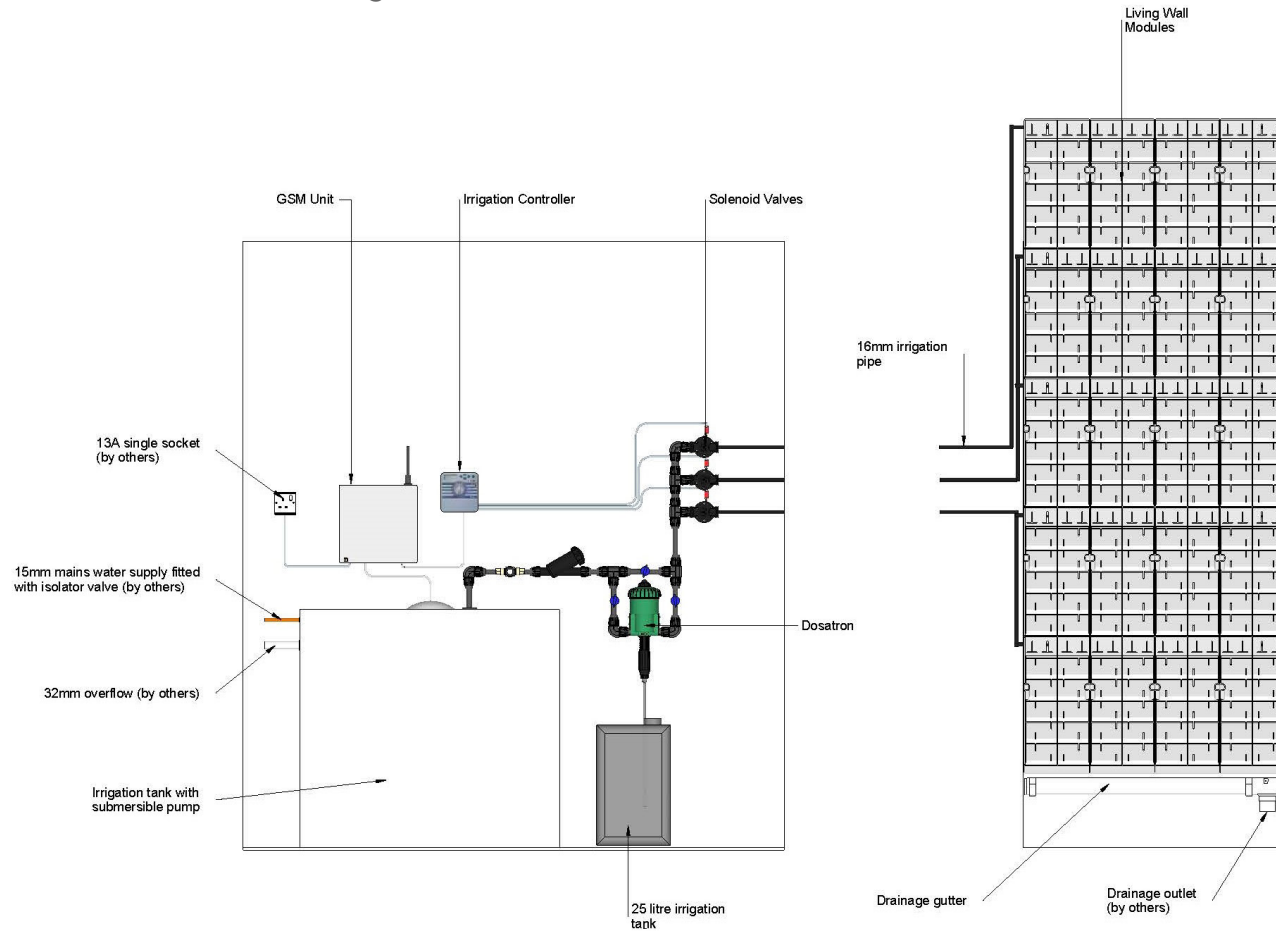 Living Wall
Modules
GSM Unit
Irrigation Controller
Solenoid Valves
16mm irrigation
pipe
13A single socket
(by others)
15mm mains water supply fitted
with isolator valve (by others)
Dosatron
32mm overflow (by others)
Irrigation tank with
submersible pump
25 litre irrigation
tank
Drainage gutter
Drainage outlet
(by others)